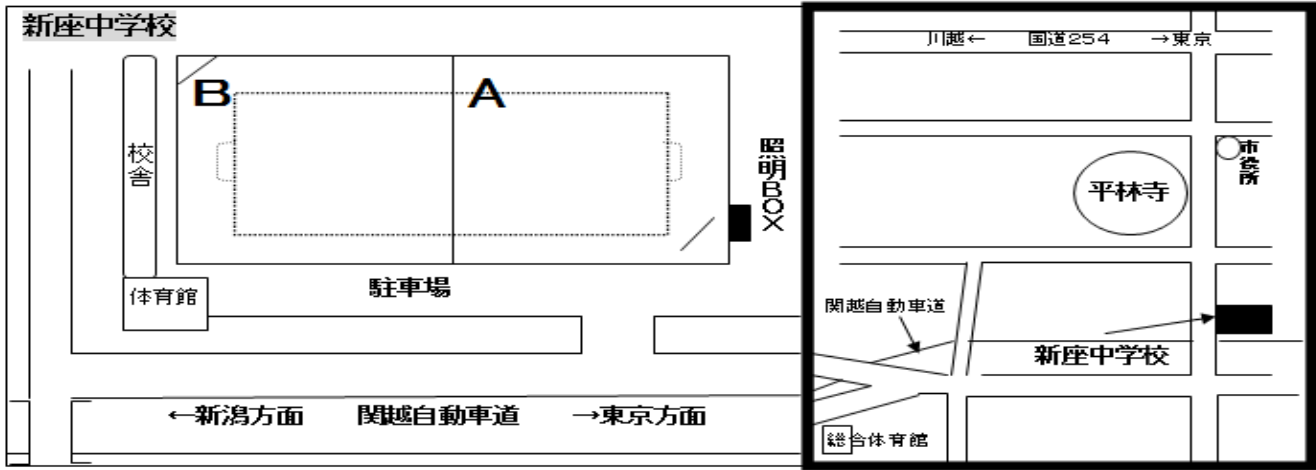 新座中学校
B
A
校舎
照明BOX
体育館
駐車場
←新潟方面 関越自動車道 →東京方面
川越← 国道254 →東京
市役所
平林寺
関越自動車道
新座中学校
総合体育館